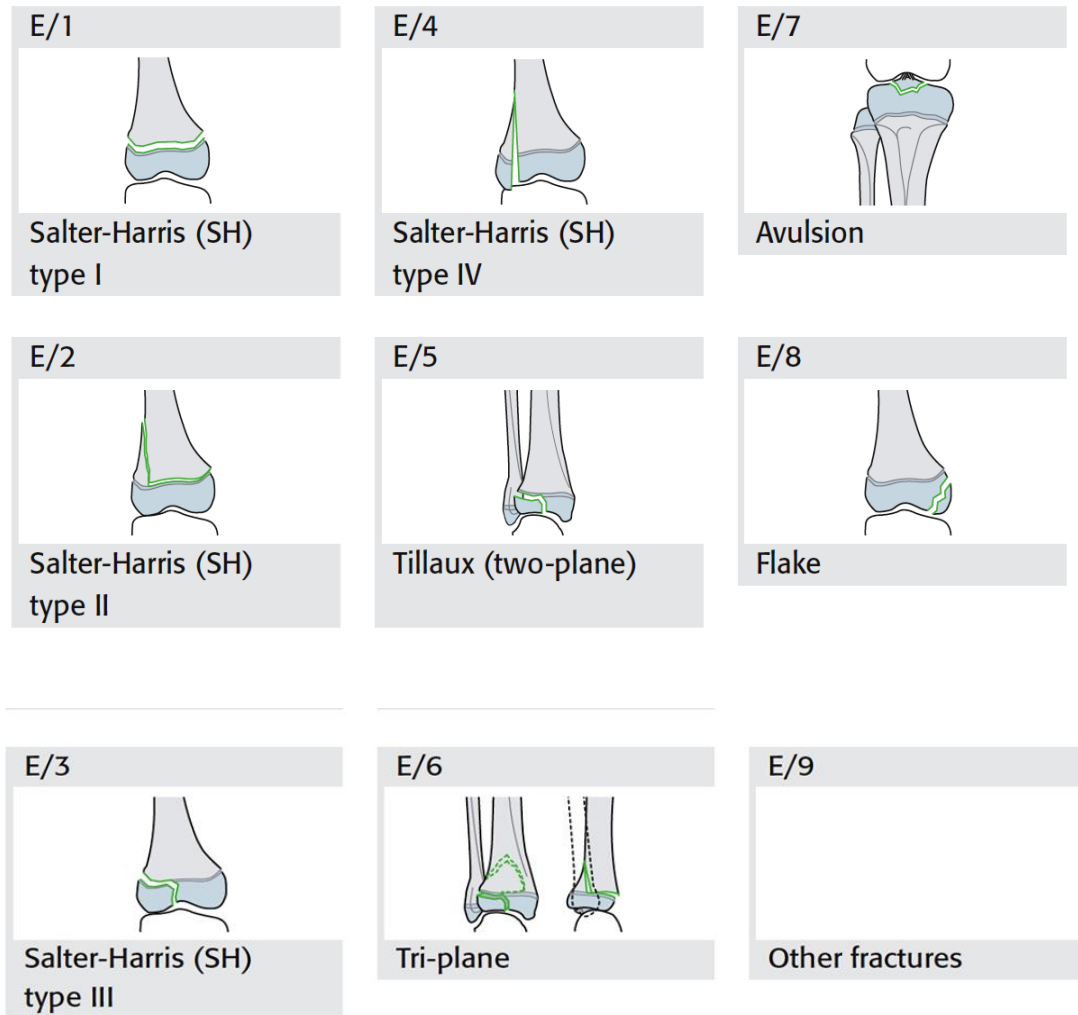 E/1
E/4
E/7
Salter-Harris (SH)
type I
Salter-Harris (SH)
type IV
Avulsion
E/2
E/5
E/8
Salter-Harris (SH)
type II
Tillaux (two-plane)
Flake
E/3
E/6
E/9
Salter-Harris (SH)
type III
Tri-plane
Other fractures